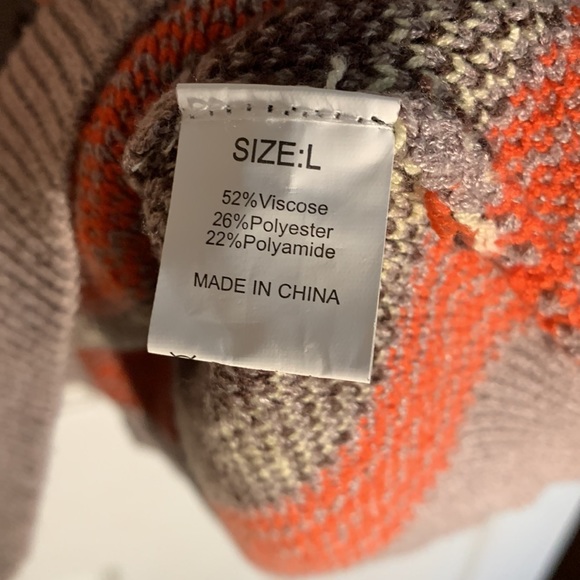 SIZE:L
52%Viscose
26%Polyester
22%Polyamide
MADE IN CHINA